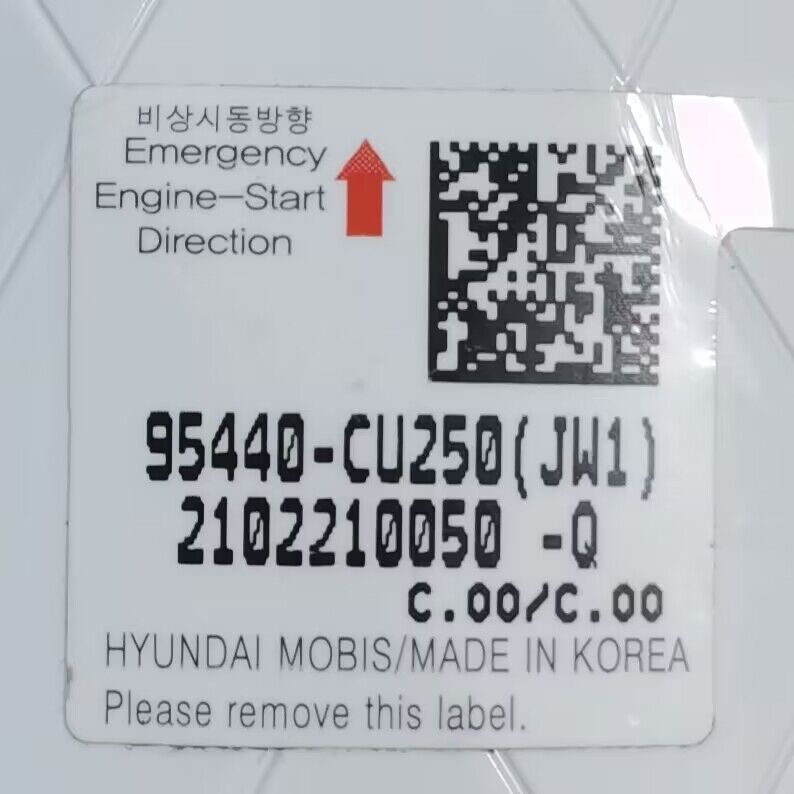 비상시동방향
Emergency
Engine-Start
Direction
95440-CU250(JW1)
2102210050 -Q
C.00/C.00
HYUNDAI MOBIS/MADE IN KOREA
Please remove this label.